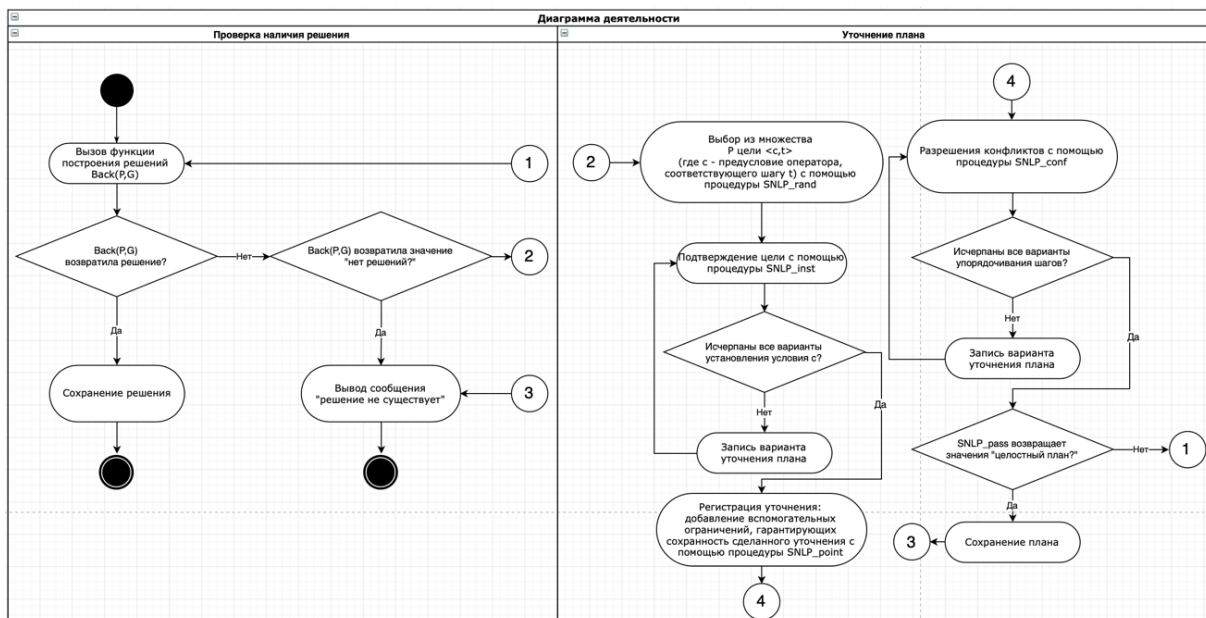 Диаграмма деятельности
Проверка наличия решения
Вызов функции
построения решений
Back(P,G)
1
Back(P,G)
возвратила решение?
Нет
Back(P,G) возвратила значение
"нет решений?"
2
Да
Да
Сохранение решения
Вывод сообщения
"решение не существует"
3
Уточнение плана
2
Выбор из множества
P цели <c,t>
(где c - предусловие оператора,
соответствующего шагу t) с помощью
процедуры SNLP_rand
Подтверждение цели с помощью
процедуры SNLP_inst
Исчерпаны все варианты
установления условия c?
Да
Нет
Запись варианта
уточнения плана
Регистрация уточнения:
добавление вспомогательных
ограничений, гарантирующих
сохранность сделанного уточнения с
помощью процедуры SNLP_point
4
4
Разрешения конфликтов с помощью
процедуры SNLP_conf
Исчерпаны все варианты
упорядочивания шагов?
Нет
Да
Запись варианта
уточнения плана
SNLP_pass возвращает
значения "целостный план?"
Нет
1
Да
Сохранение плана
3